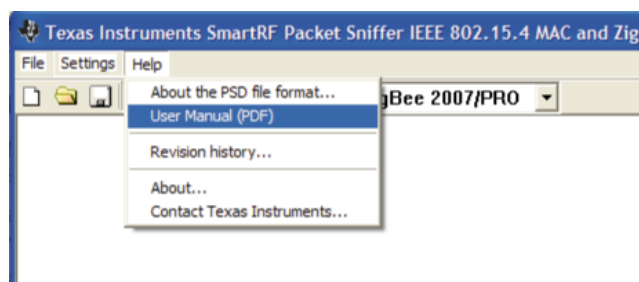 Texas Instruments SmartRF Packet Sniffer IEEE 802.15.4 MAC and Zig
File Settings Help
About the PSD file format...
gBee 2007/PRO
User Manual (PDF)
Revision history...
About...
Contact Texas Instruments...